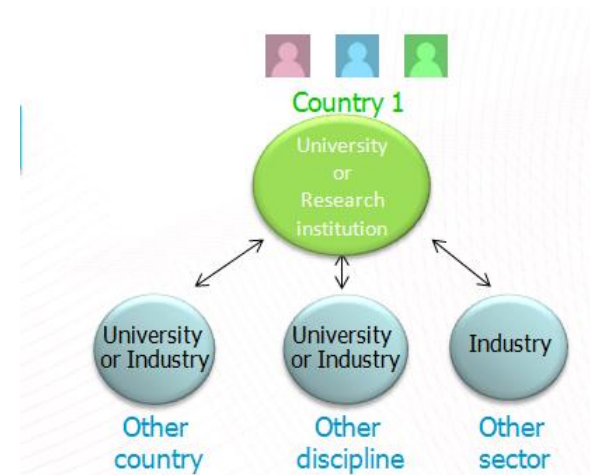 Country 1
University
or
Research
institution
University
or Industry
University
or Industry
Industry
Other
country
Other
discipline
Other
sector